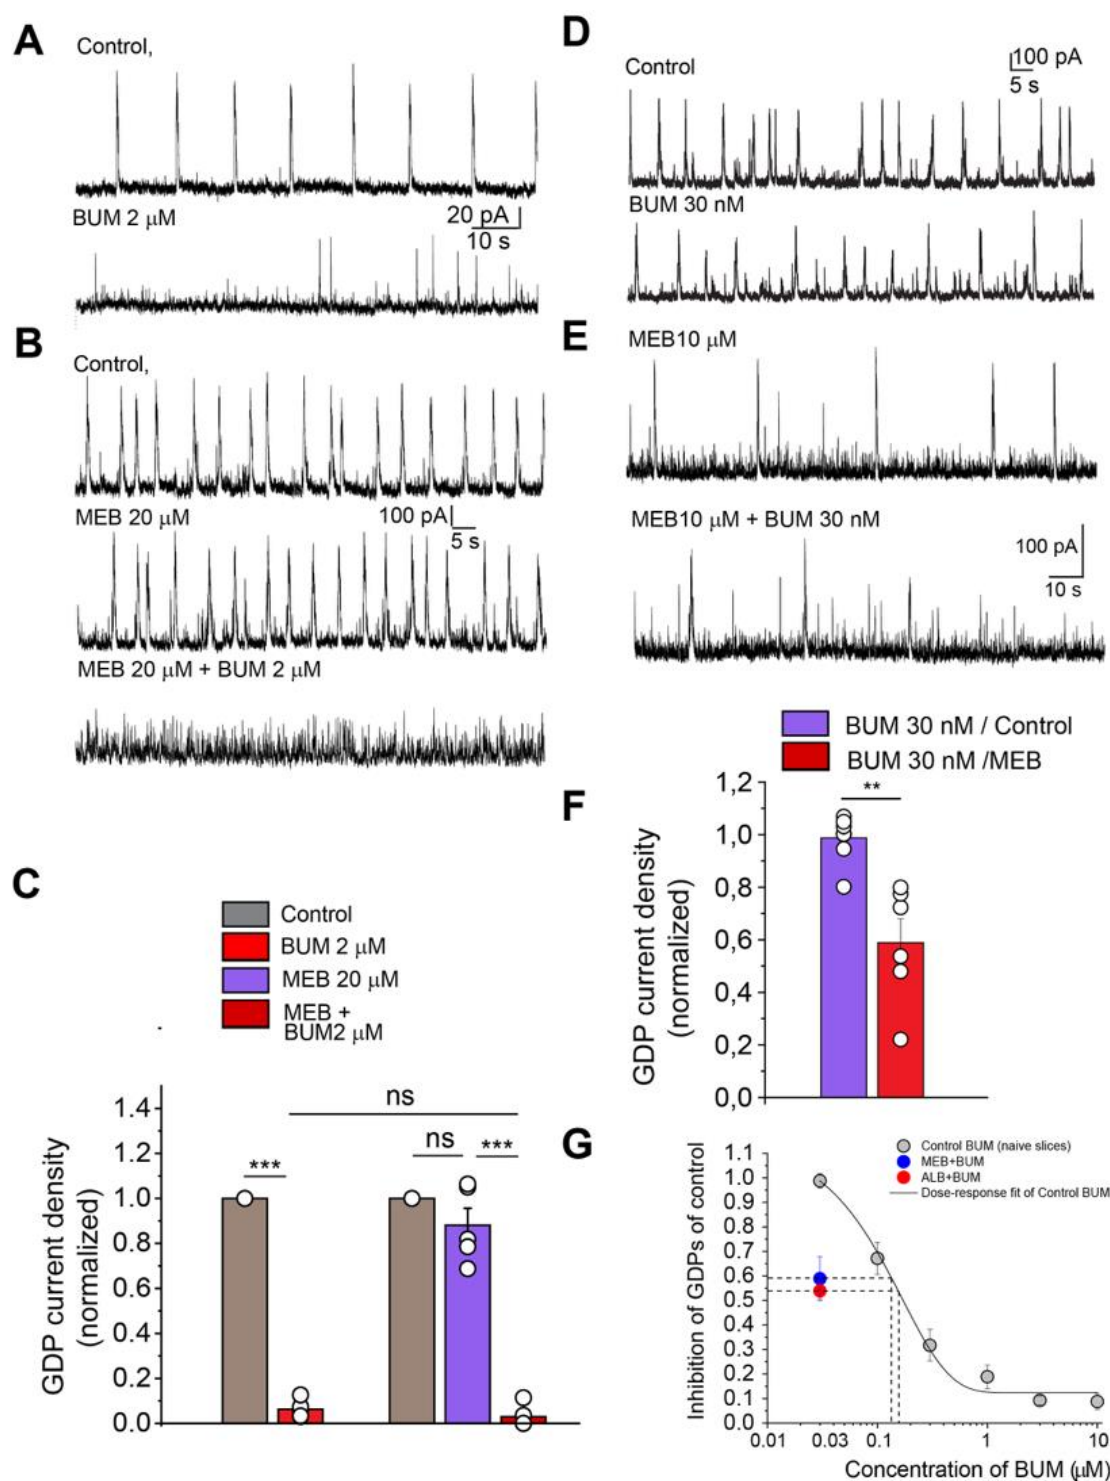 A
Control,
BUM 2 μM
20 pA
10 s
B
Control,
MEB 20 μM
100 pA
5 s
MEB 20 μM + BUM 2 μM
C
Control
BUM 2 μM
MEB 20 μM
MEB +
BUM2 μM
GDP current density
(normalized)
1.4
1.2
1.0
0.8
0.6
0.4
0.2
0.0
***
ns
ns
***
D
Control
100 pA
5 s
BUM 30 nM
E
MEB10 μM
MEB10 μM + BUM 30 nM
100 pA
10 s
BUM 30 nM / Control
BUM 30 nM /MEB
F
GDP current density
(normalized)
1,2
1,0
0,8
0,6
0,4
0,2
0,0
**
G
Control BUM (naive slices)
MEB+BUM
ALB+BUM
Dose-response fit of Control BUM
Inhibition of GDPs of control
1.1
1.0
0.9
0.8
0.7
0.6
0.5
0.4
0.3
0.2
0.1
0.0
0.01
0.03
0.1
1
10
Concentration of BUM (μM)